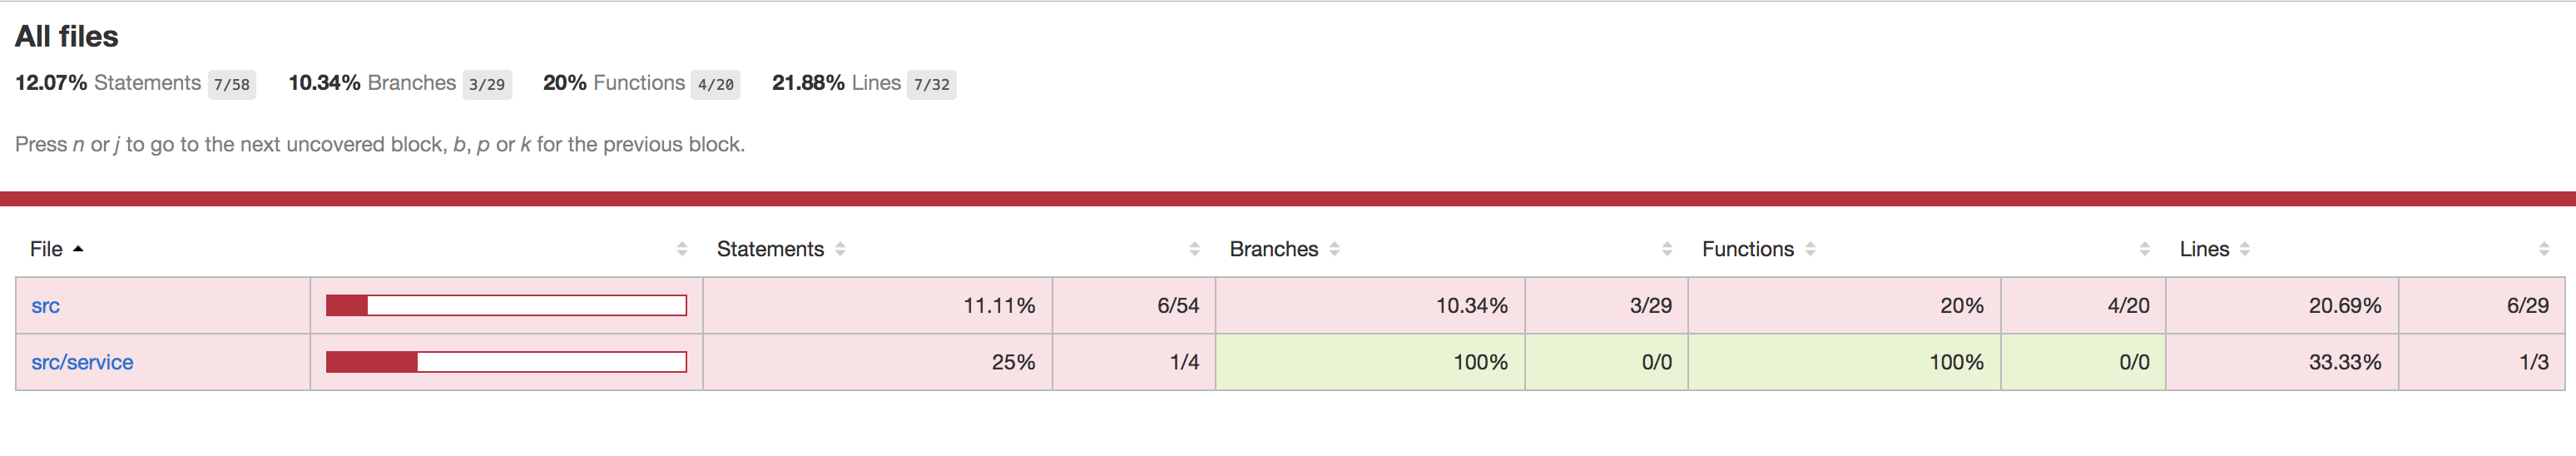 All files
12.07% Statements 7/58 10.34% Branches 3/29 20% Functions 4/20 21.88% Lines 7/32
Press n or j to go to the next uncovered block, b, p or k for the previous block.
File Statements Branches Functions Lines
src 11.11% 6/54 10.34% 3/29 20% 4/20 20.69% 6/29
src/service 25% 1/4 100% 0/0 100% 0/0 33.33% 1/3